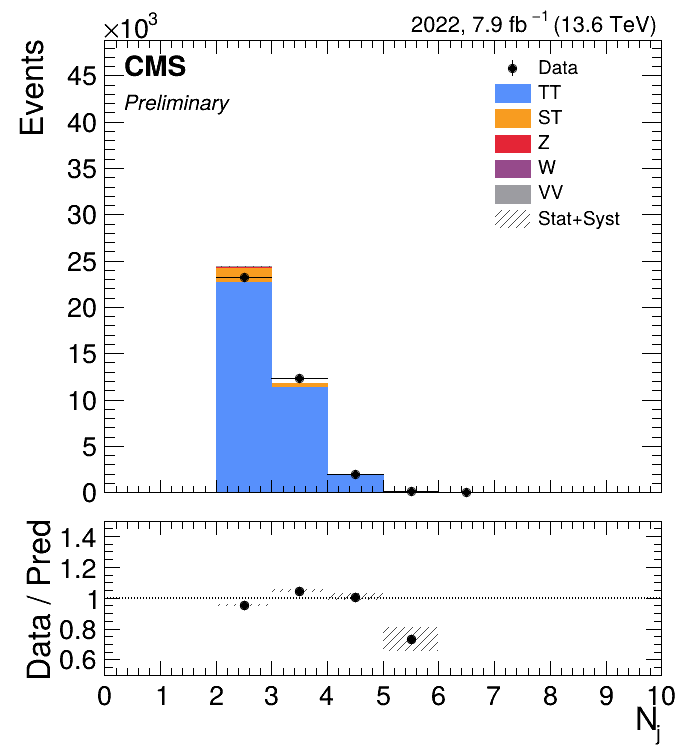 ×10³
2022, 7.9 fb⁻¹ (13.6 TeV)
Events
CMS
Preliminary
Data
TT
ST
Z
W
VV
Stat+Syst
45
40
35
30
25
20
15
10
5
0
Data / Pred
1.4
1.2
1
0.8
0.6
0 1 2 3 4 5 6 7 8 9 10
Nj